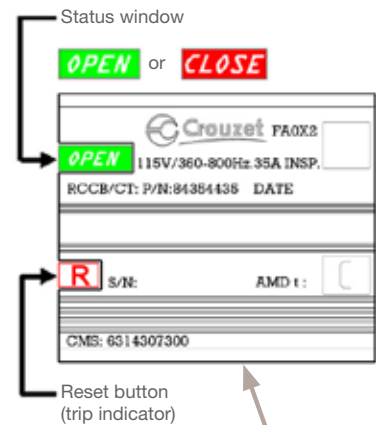 Status window
OPEN or CLOSE
Crouzet FA0X2
OPEN 115V/360-800Hz 35A INSP.
RCCB/CT: P/N:84354435 DATE
R S/N: AMD t :
CMS: 6314307300
Reset button
(trip indicator)